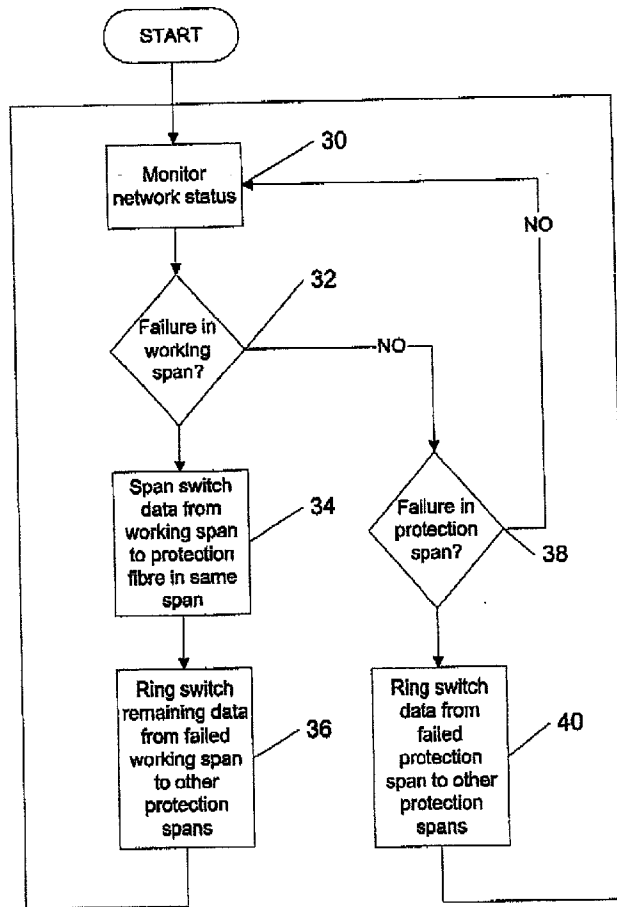 START
30
Monitor
network status
NO
32
Failure in
working
span?
NO
Span switch
data from
working span
to protection
fibre in same
span
34
Failure in
protection
span?
38
Ring switch
remaining data
from failed
working span
to other
protection
spans
36
Ring switch
data from
failed
protection
span to other
protection
spans
40